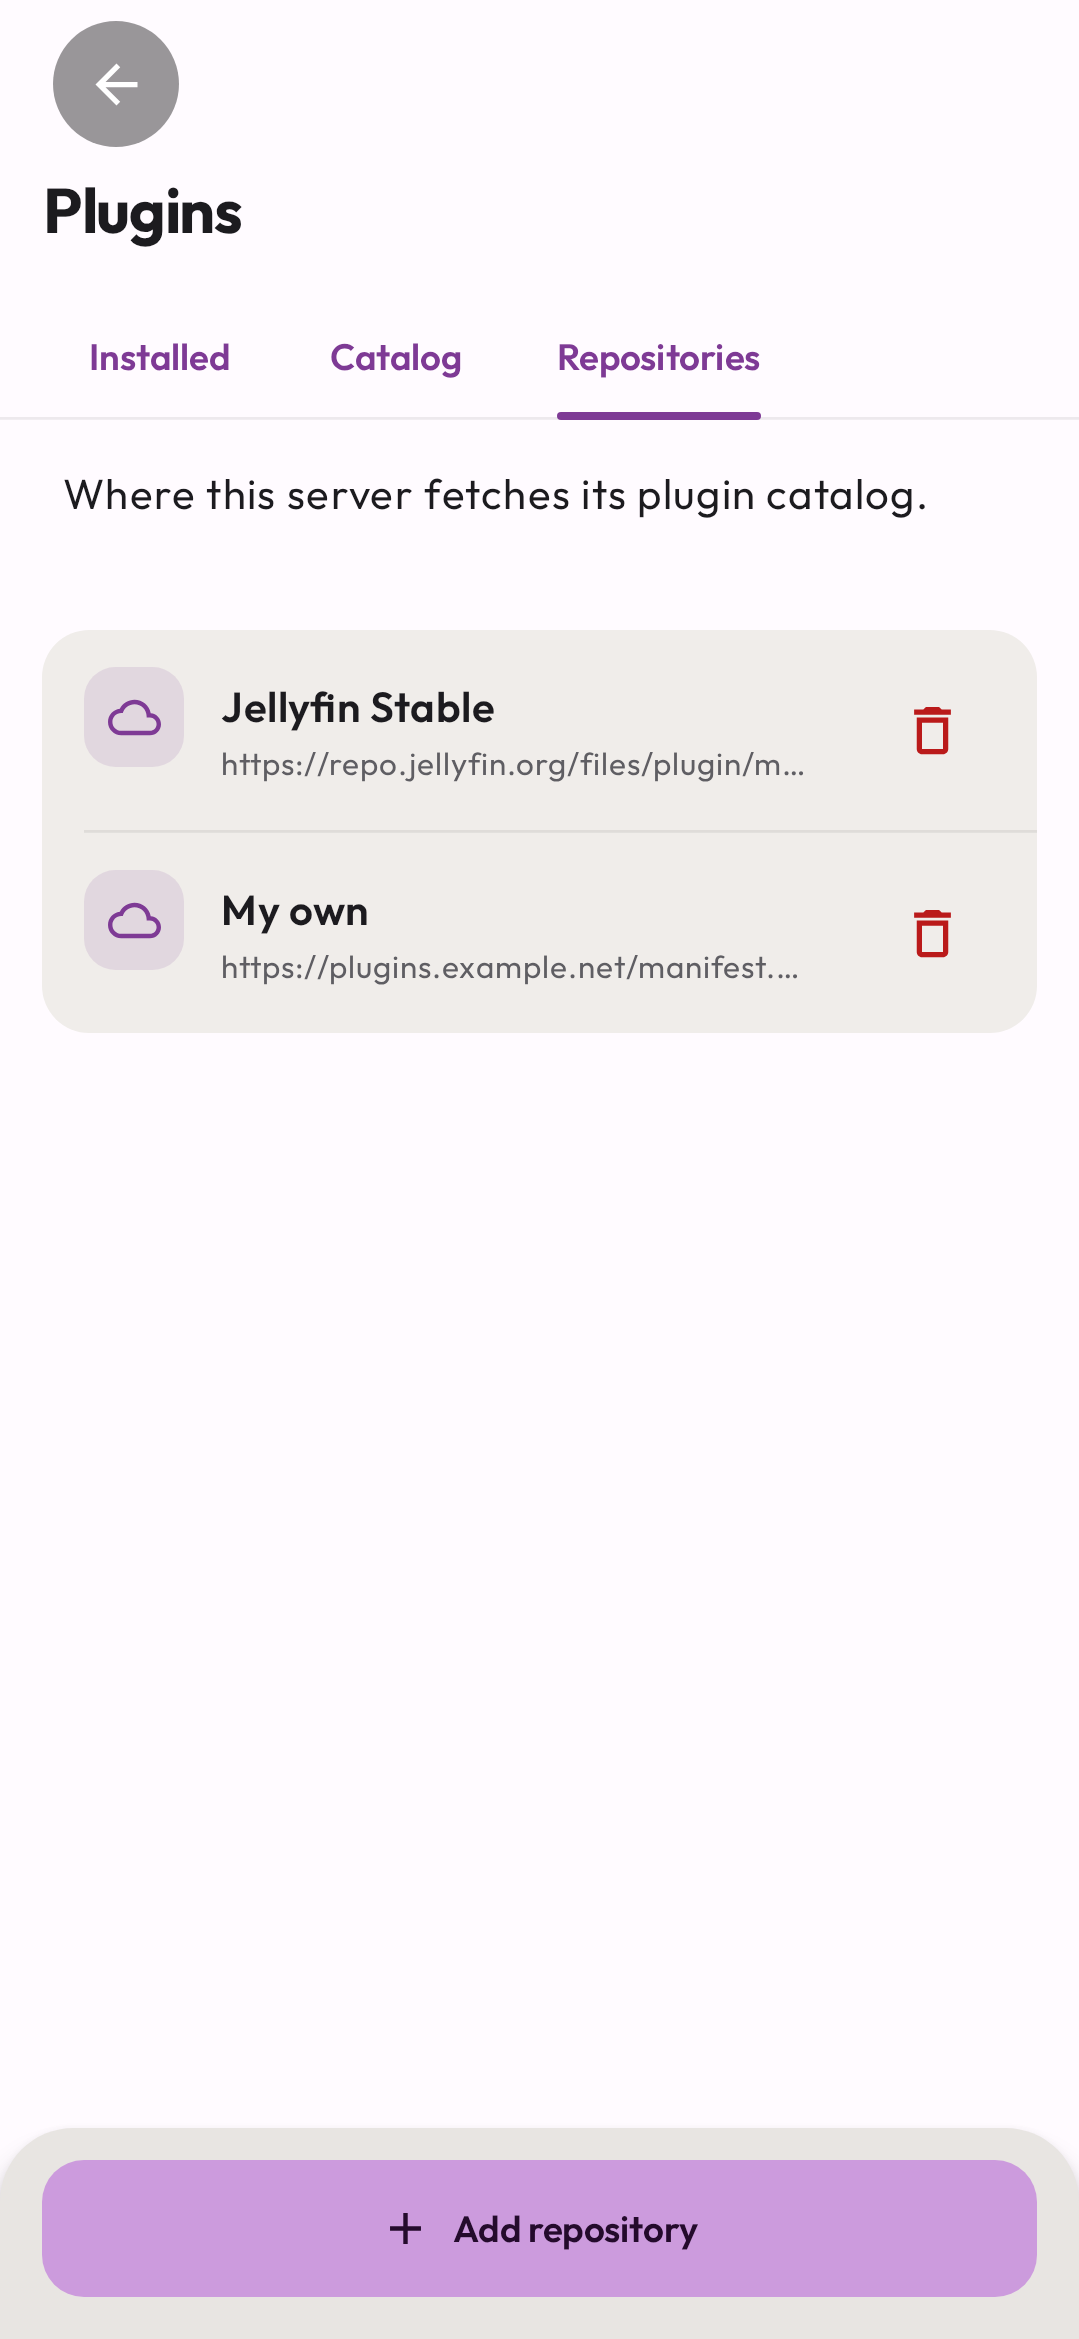 Plugins
Installed
Catalog
Repositories
Where this server fetches its plugin catalog.
Jellyfin Stable
https://repo.jellyfin.org/files/plugin/m…
My own
https://plugins.example.net/manifest.…
Add repository